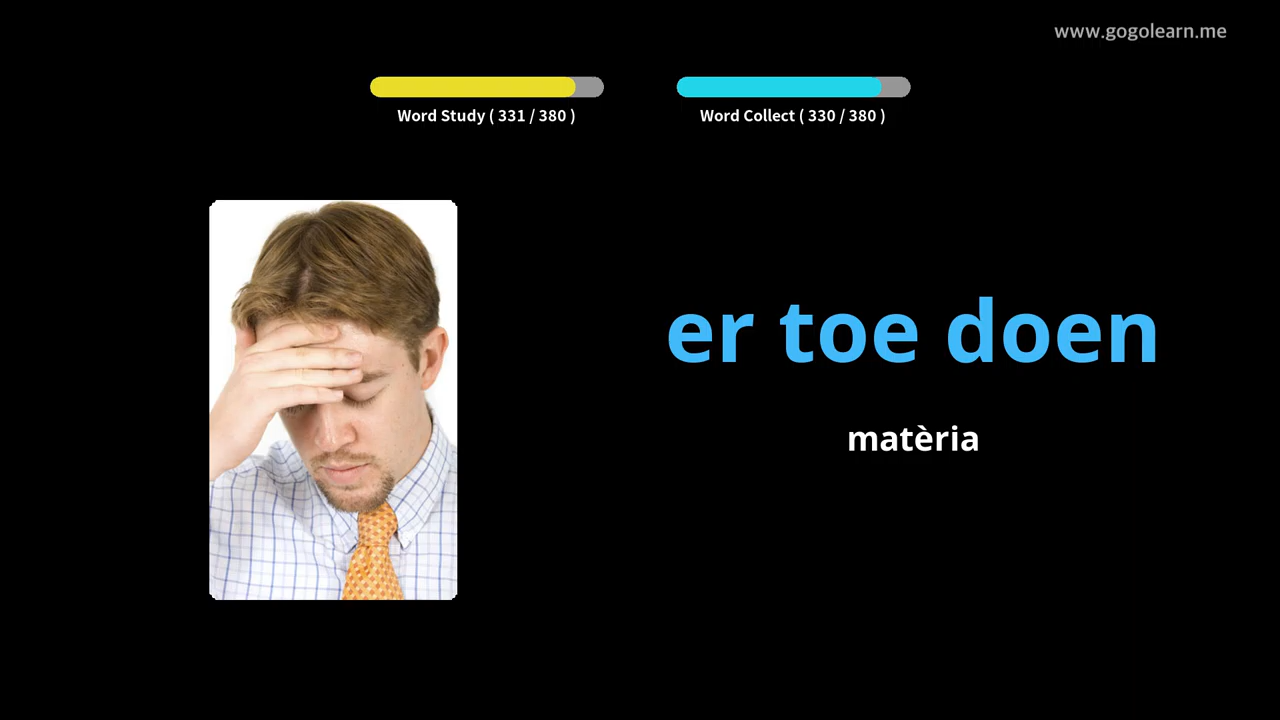 www.gogolearn.me
Word Study ( 331 / 380 )
Word Collect ( 330 / 380 )
er toe doen
matèria